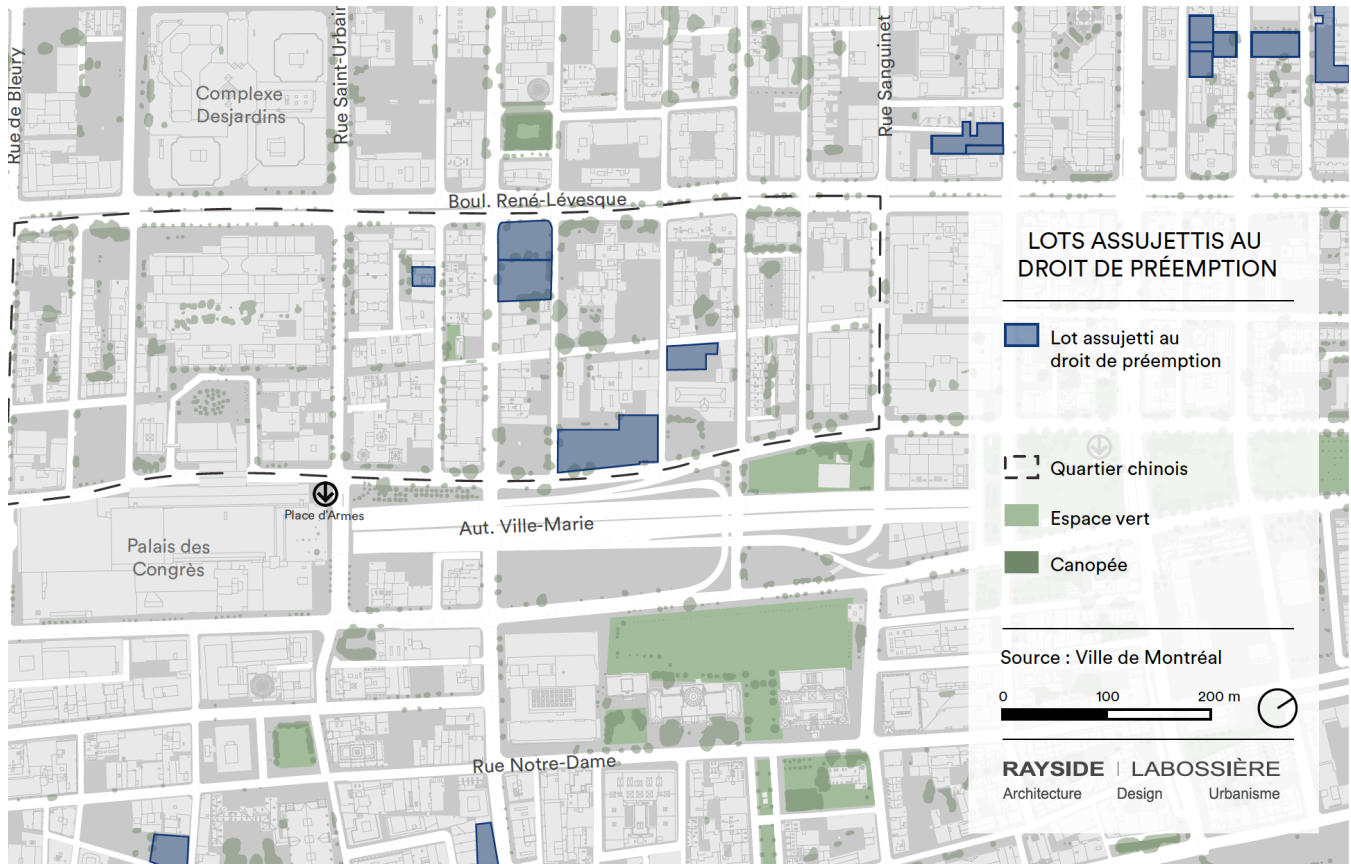 Rue de Bleury
Complexe
Desjardins
Rue Saint-Urbain
Rue Sanguinet
Boul. René-Lévesque
Place d'Armes
Palais des
Congrès
Aut. Ville-Marie
Rue Notre-Dame
LOTS ASSUJETTIS AU
DROIT DE PRÉEMPTION
Lot assujetti au
droit de préemption
Quartier chinois
Espace vert
Canopée
Source : Ville de Montréal
0 100 200 m
RAYSIDE | LABOSSIÈRE
Architecture Design Urbanisme